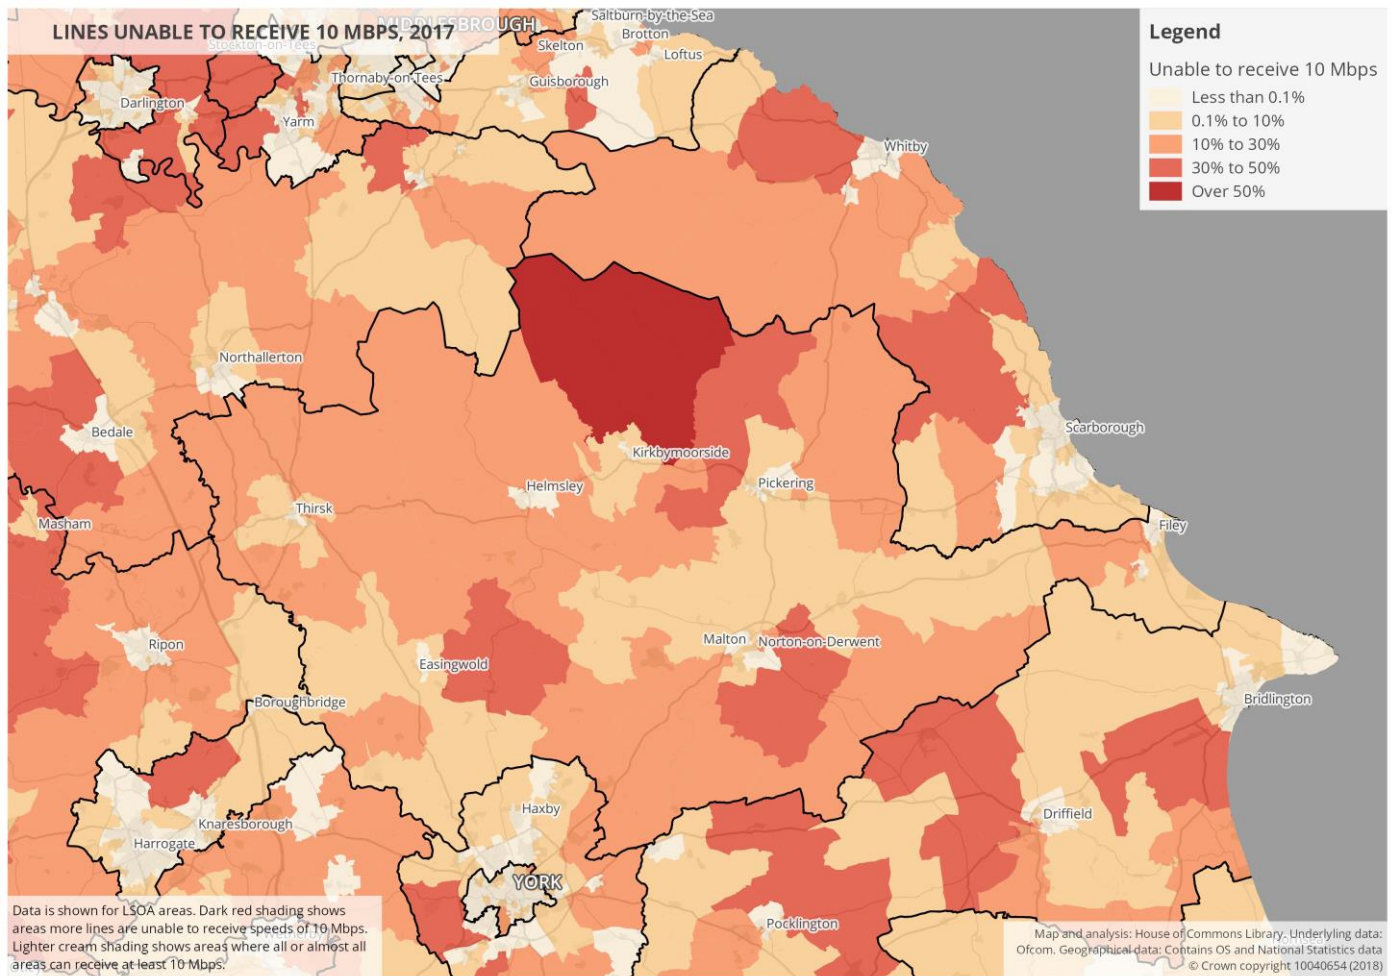 LINES UNABLE TO RECEIVE 10 MBPS, 2017
MIDDLESBROUGH
Stockton-on-Tees
Saltburn-by-the-Sea
Brotton
Skelton
Loftus
Thornaby-on-Tees
Guisborough
Darlington
Yarm
Whitby
Legend
Unable to receive 10 Mbps
Less than 0.1%
0.1% to 10%
10% to 30%
30% to 50%
Over 50%
Northallerton
Bedale
Scarborough
Kirkbymoorside
Helmsley
Pickering
Thirsk
Masham
Filey
Ripon
Malton
Norton-on-Derwent
Easingwold
Boroughbridge
Bridlington
Haxby
Knaresborough
Driffield
Harrogate
YORK
Pocklington
Wetherby
Data is shown for LSOA areas. Dark red shading shows
areas more lines are unable to receive speeds of 10 Mbps.
Lighter cream shading shows areas where all or almost all
areas can receive at least 10 Mbps.
Map and analysis: House of Commons Library. Underlying data:
Ofcom. Geographical data: Contains OS and National Statistics data
© Crown copyright 10040654 (2018)